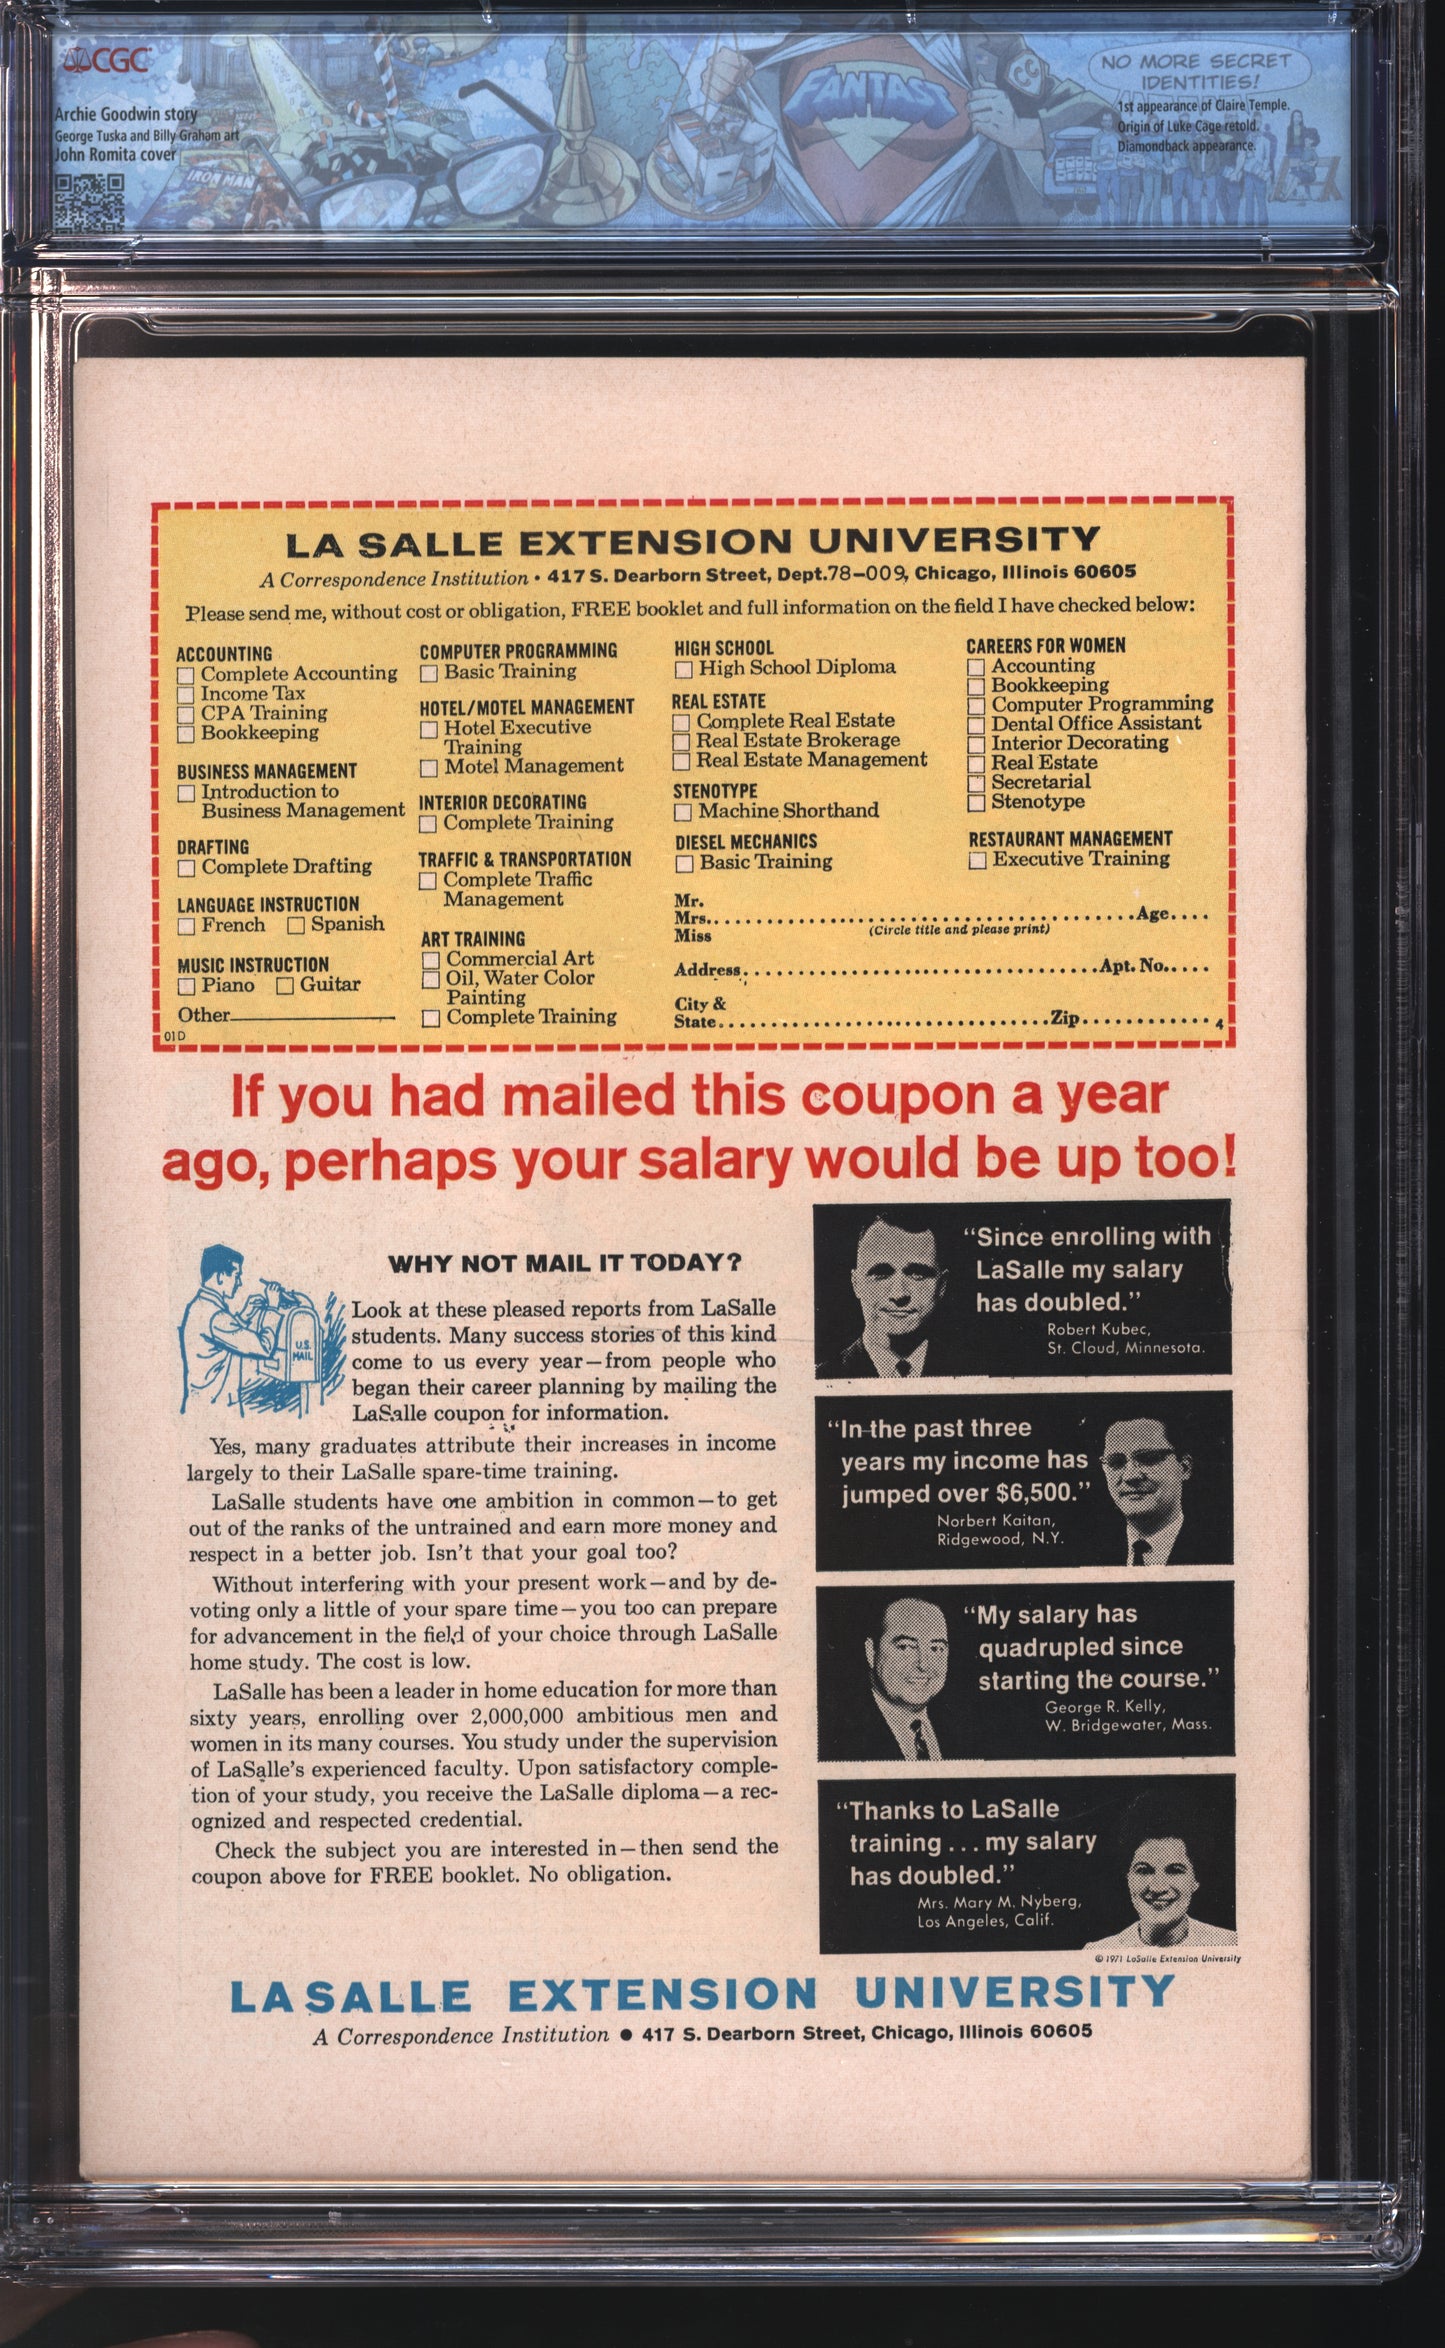 CGC
Archie Goodwin story
George Tuska and Billy Graham art
John Romita cover
IRON MAN
FANTAST
CC
NO MORE SECRET
IDENTITIES!
1st appearance of Claire Temple.
Origin of Luke Cage retold.
Diamondback appearance.
LA SALLE EXTENSION UNIVERSITY
A Correspondence Institution • 417 S. Dearborn Street, Dept.78-009, Chicago, Illinois 60605
Please send me, without cost or obligation, FREE booklet and full information on the field I have checked below:
ACCOUNTING
Complete Accounting
Income Tax
CPA Training
Bookkeeping
BUSINESS MANAGEMENT
Introduction to
Business Management
DRAFTING
Complete Drafting
LANGUAGE INSTRUCTION
French Spanish
MUSIC INSTRUCTION
Piano Guitar
Other
01D
COMPUTER PROGRAMMING
Basic Training
HOTEL/MOTEL MANAGEMENT
Hotel Executive
Training
Motel Management
INTERIOR DECORATING
Complete Training
TRAFFIC & TRANSPORTATION
Complete Traffic
Management
ART TRAINING
Commercial Art
Oil, Water Color
Painting
Complete Training
HIGH SCHOOL
High School Diploma
REAL ESTATE
Complete Real Estate
Real Estate Brokerage
Real Estate Management
STENOTYPE
Machine Shorthand
DIESEL MECHANICS
Basic Training
CAREERS FOR WOMEN
Accounting
Bookkeeping
Computer Programming
Dental Office Assistant
Interior Decorating
Real Estate
Secretarial
Stenotype
RESTAURANT MANAGEMENT
Executive Training
Mr.
Mrs. Age
Miss (Circle title and please print)
Address Apt. No.
City &
State Zip 4
If you had mailed this coupon a year
ago, perhaps your salary would be up too!
WHY NOT MAIL IT TODAY?
U.S.
MAIL
Look at these pleased reports from LaSalle
students. Many success stories of this kind
come to us every year—from people who
began their career planning by mailing the
LaSalle coupon for information.
Yes, many graduates attribute their increases in income
largely to their LaSalle spare-time training.
LaSalle students have one ambition in common—to get
out of the ranks of the untrained and earn more money and
respect in a better job. Isn't that your goal too?
Without interfering with your present work—and by de-
voting only a little of your spare time—you too can prepare
for advancement in the field of your choice through LaSalle
home study. The cost is low.
LaSalle has been a leader in home education for more than
sixty years, enrolling over 2,000,000 ambitious men and
women in its many courses. You study under the supervision
of LaSalle's experienced faculty. Upon satisfactory comple-
tion of your study, you receive the LaSalle diploma—a rec-
ognized and respected credential.
Check the subject you are interested in—then send the
coupon above for FREE booklet. No obligation.
"Since enrolling with
LaSalle my salary
has doubled."
Robert Kubec,
St. Cloud, Minnesota.
"In the past three
years my income has
jumped over $6,500."
Norbert Kaitan,
Ridgewood, N.Y.
"My salary has
quadrupled since
starting the course."
George R. Kelly,
W. Bridgewater, Mass.
"Thanks to LaSalle
training ... my salary
has doubled."
Mrs. Mary M. Nyberg,
Los Angeles, Calif.
© 1971 LaSalle Extension University
LASALLE EXTENSION UNIVERSITY
A Correspondence Institution • 417 S. Dearborn Street, Chicago, Illinois 60605